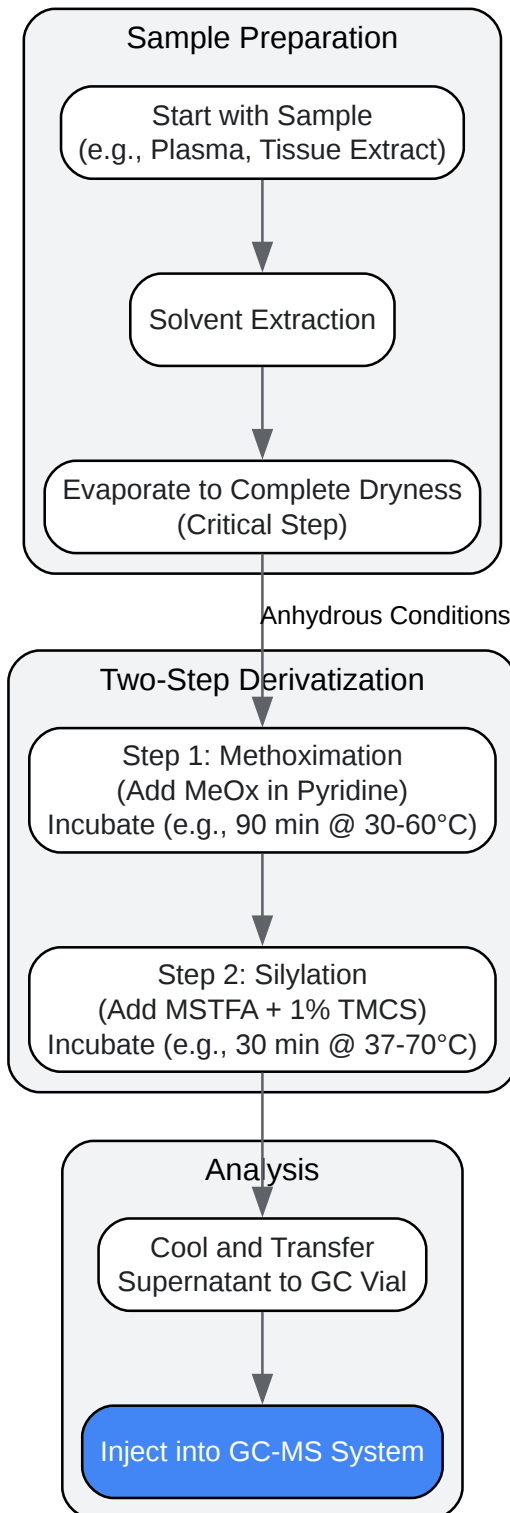 Sample Preparation
Start with Sample
(e.g., Plasma, Tissue Extract)
Solvent Extraction
Evaporate to Complete Dryness
(Critical Step)
Anhydrous Conditions
Two-Step Derivatization
Step 1: Methoximation
(Add MeOx in Pyridine)
Incubate (e.g., 90 min @ 30-60°C)
Step 2: Silylation
(Add MSTFA + 1% TMCS)
Incubate (e.g., 30 min @ 37-70°C)
Analysis
Cool and Transfer
Supernatant to GC Vial
Inject into GC-MS System